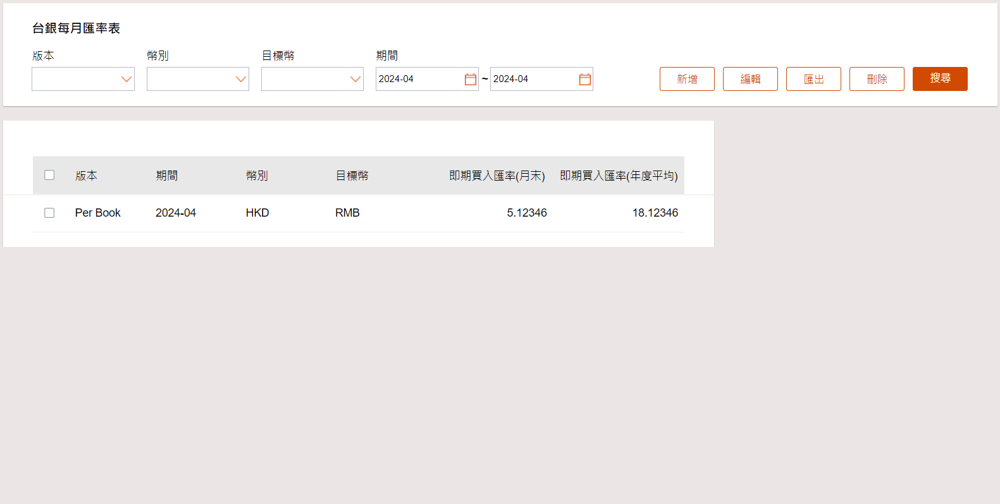 台銀每月匯率表
版本 幣別 目標幣 期間
2024-04 ~ 2024-04 新增 編輯 匯出 刪除 搜尋
版本 期間 幣別 目標幣 即期買入匯率(月末) 即期買入匯率(年度平均)
Per Book 2024-04 HKD RMB 5.12346 18.12346